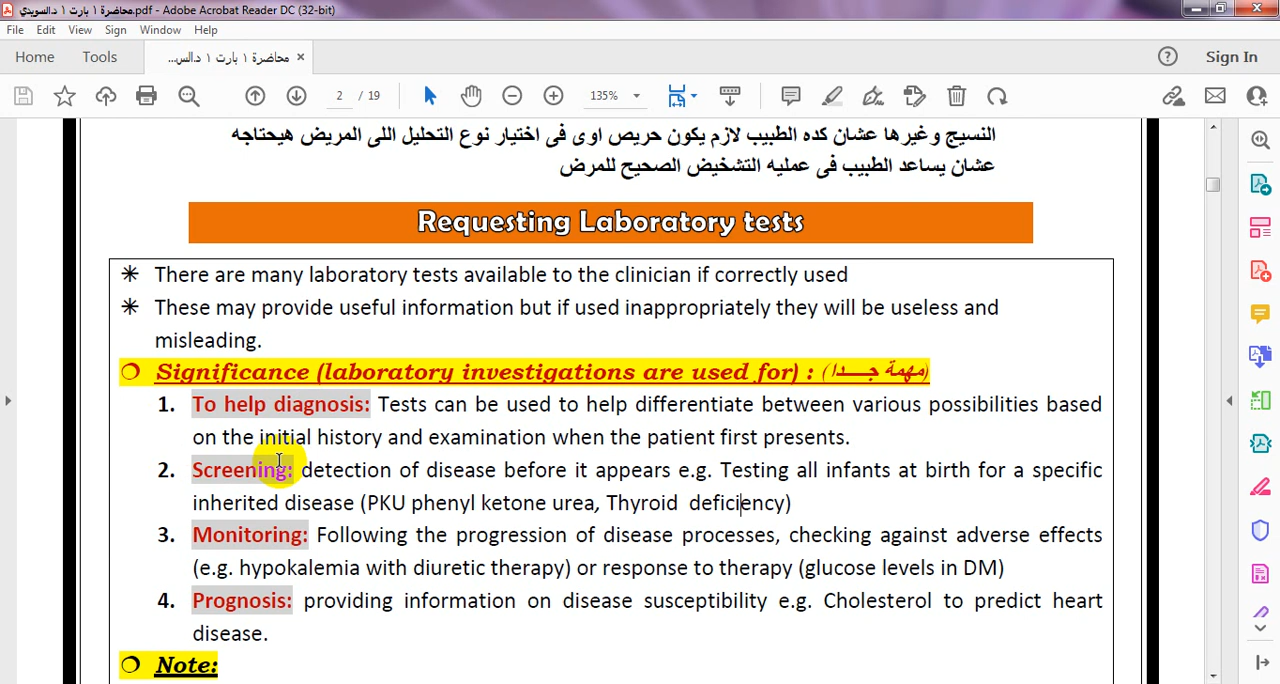 محاضرة ١ بارت ١ د.السويدي.pdf - Adobe Acrobat Reader DC (32-bit)
File Edit View Sign Window Help
Home Tools محاضرة ١ بارت ١ د.الس... × Sign In
2 / 19 135%
النسيج وغيرها عشان كده الطبيب لازم يكون حريص اوى فى اختيار نوع التحليل اللى المريض هيحتاجه
عشان يساعد الطبيب فى عمليه التشخيص الصحيح للمرض
Requesting Laboratory tests
There are many laboratory tests available to the clinician if correctly used
These may provide useful information but if used inappropriately they will be useless and
misleading.
Significance (laboratory investigations are used for) : (مهمة جـــدا)
1. To help diagnosis: Tests can be used to help differentiate between various possibilities based
on the initial history and examination when the patient first presents.
2. Screening: detection of disease before it appears e.g. Testing all infants at birth for a specific
inherited disease (PKU phenyl ketone urea, Thyroid deficiency)
3. Monitoring: Following the progression of disease processes, checking against adverse effects
(e.g. hypokalemia with diuretic therapy) or response to therapy (glucose levels in DM)
4. Prognosis: providing information on disease susceptibility e.g. Cholesterol to predict heart
disease.
Note: